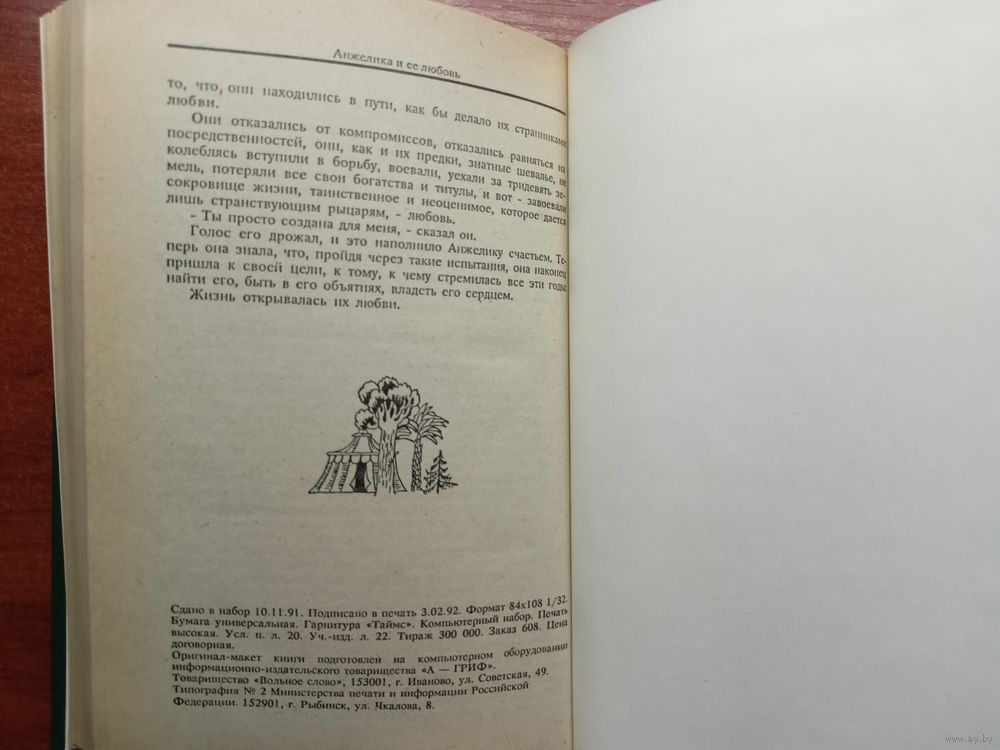 Анжелика и ее любовь
то, что, они находились в пути, как бы делало их странниками
любви.
Они отказались от компромиссов, отказались равняться на
посредственностей, они, как и их предки, знатные шевалье, не
колеблясь вступили в борьбу, воевали, уехали за тридевять зе-
мель, потеряли все свои богатства и титулы, и вот - завоевали
сокровище жизни, таинственное и неоценимое, которое дается
лишь странствующим рыцарям, - любовь.
- Ты просто создана для меня, - сказал он.
Голос его дрожал, и это наполнило Анжелику счастьем. Те-
перь она знала, что, пройдя через такие испытания, она наконец
пришла к своей цели, к тому, к чему стремилась все эти годы:
найти его, быть в его объятиях, владеть его сердцем.
Жизнь открывалась их любви.
Сдано в набор 10.11.91. Подписано в печать 3.02.92. Формат 84х108 1/32.
Бумага универсальная. Гарнитура «Таймс». Компьютерный набор. Печать
высокая. Усл. п. л. 20. Уч.-изд. л. 22. Тираж 300 000. Заказ 608. Цена
договорная.
Оригинал-макет книги подготовлен на компьютерном оборудовании
информационно-издательского товарищества «А — ГРИФ».
Товарищество «Вольное слово», 153001, г. Иваново, ул. Советская, 49.
Типография № 2 Министерства печати и информации Российской
Федерации. 152901, г. Рыбинск, ул. Чкалова, 8.
www.ay.by